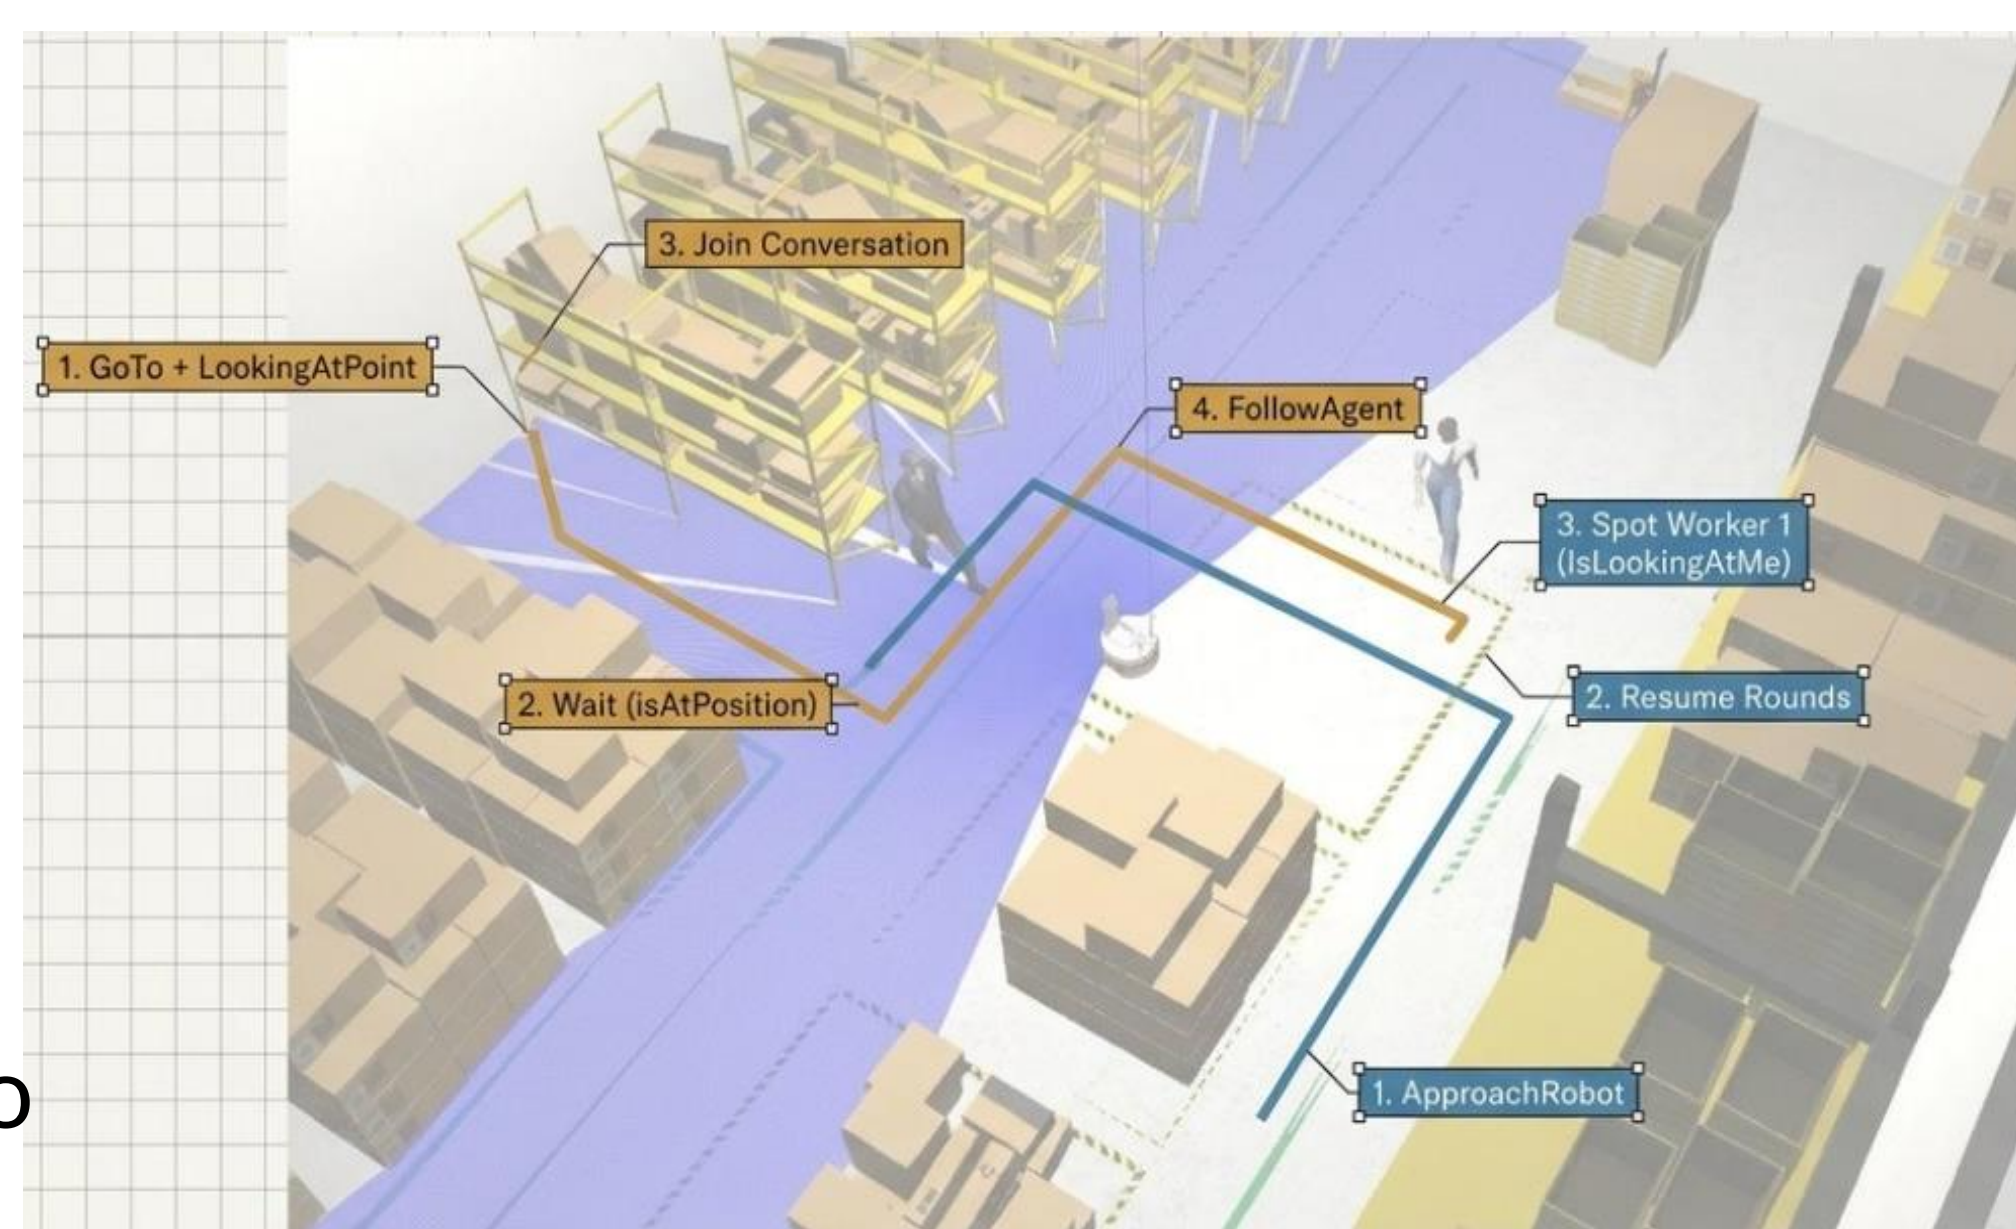 3. Join Conversation
1. GoTo + LookingAtPoint
4. FollowAgent
3. Spot Worker 1
(IsLookingAtMe)
2. Wait (isAtPosition)
2. Resume Rounds
1. ApproachRobot